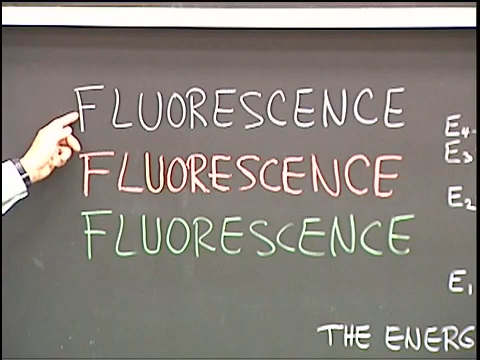 FLUORESCENCE
FLUORESCENCE
FLUORESCENCE
E4
E3
E2
E1
THE ENERG